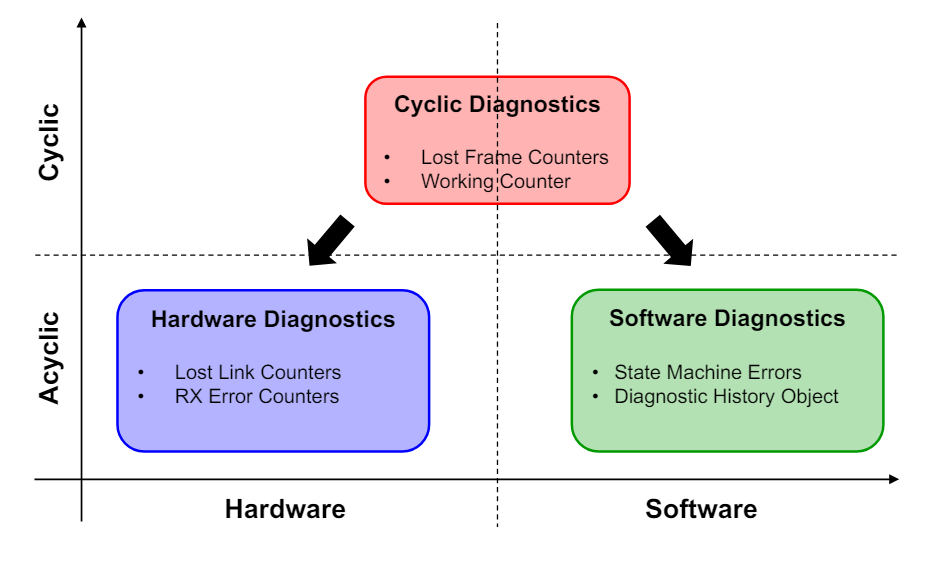 Cyclic
Cyclic Diagnostics
• Lost Frame Counters
• Working Counter
Acyclic
Hardware Diagnostics
• Lost Link Counters
• RX Error Counters
Software Diagnostics
• State Machine Errors
• Diagnostic History Object
Hardware
Software